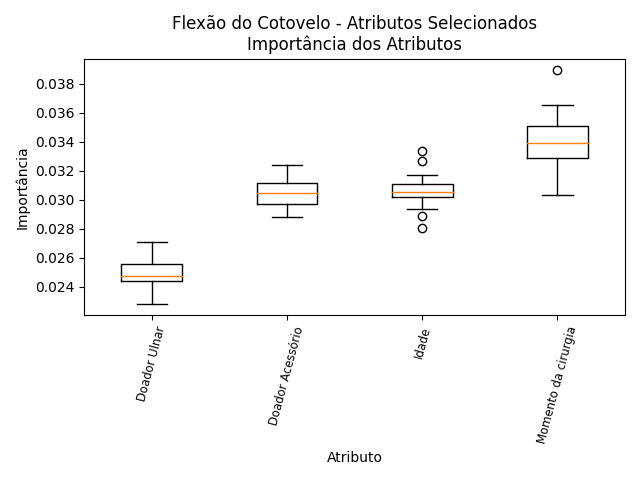 Flexão do Cotovelo - Atributos Selecionados
Importância dos Atributos
0.038
0.036
0.034
0.032
0.030
0.028
0.026
0.024
Importância
Doador Ulnar
Doador Acessório
Idade
Momento da cirurgia
Atributo